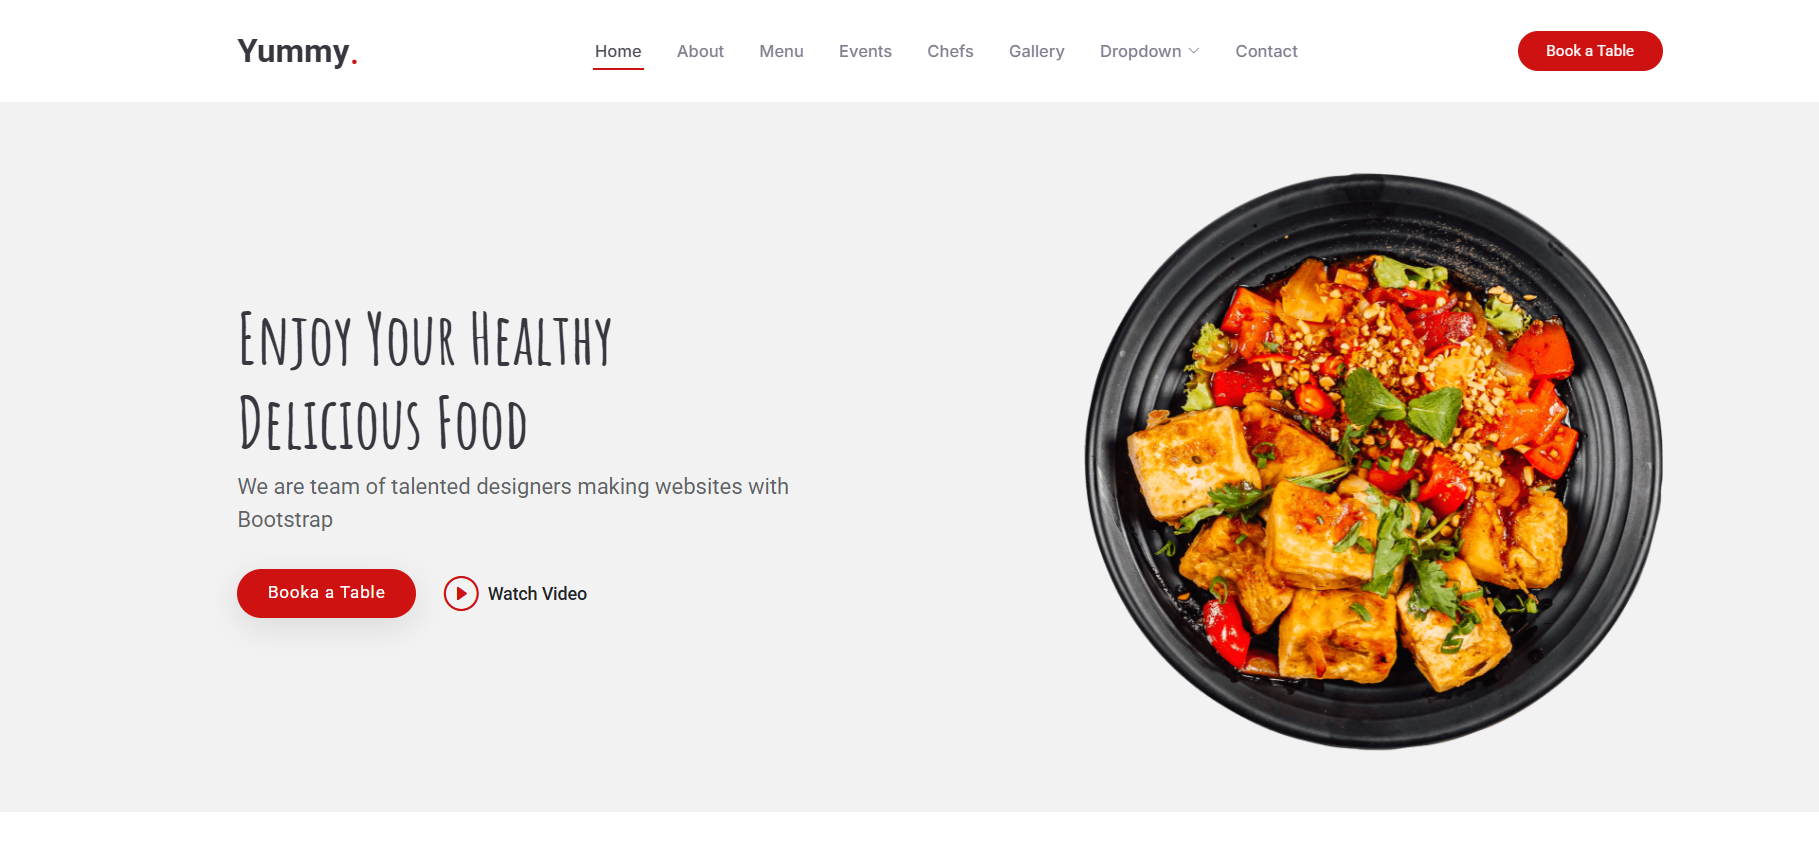 Yummy.
Home About Menu Events Chefs Gallery Dropdown Contact
Book a Table
Enjoy Your Healthy
Delicious Food
We are team of talented designers making websites with
Bootstrap
Booka a Table
Watch Video